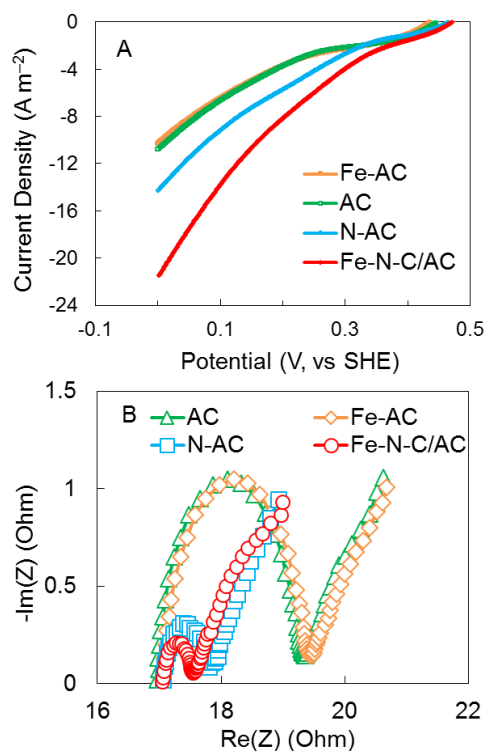 A
0
-4
-8
-12
-16
-20
-24
Current Density (A m⁻²)
Fe-AC
AC
N-AC
Fe-N-C/AC
-0.1 0.1 0.3 0.5
Potential (V, vs SHE)
B
AC Fe-AC
N-AC Fe-N-C/AC
1.5
1
0.5
0
-Im(Z) (Ohm)
16 18 20 22
Re(Z) (Ohm)